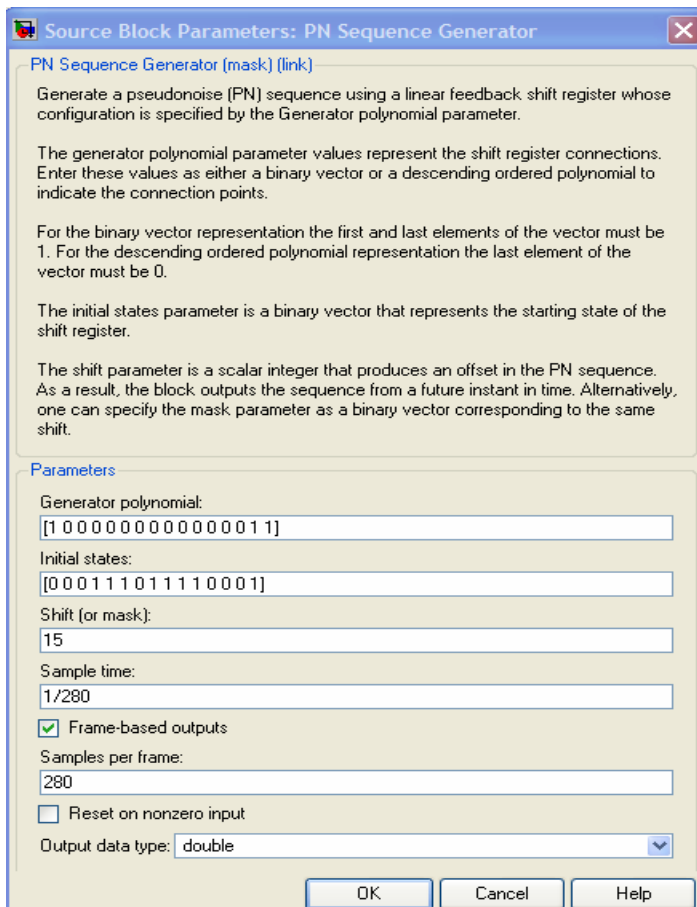 Source Block Parameters: PN Sequence Generator
PN Sequence Generator (mask) (link)
Generate a pseudonoise (PN) sequence using a linear feedback shift register whose
configuration is specified by the Generator polynomial parameter.
The generator polynomial parameter values represent the shift register connections.
Enter these values as either a binary vector or a descending ordered polynomial to
indicate the connection points.
For the binary vector representation the first and last elements of the vector must be
1. For the descending ordered polynomial representation the last element of the
vector must be 0.
The initial states parameter is a binary vector that represents the starting state of the
shift register.
The shift parameter is a scalar integer that produces an offset in the PN sequence.
As a result, the block outputs the sequence from a future instant in time. Alternatively,
one can specify the mask parameter as a binary vector corresponding to the same
shift.
Parameters
Generator polynomial:
[1 0 0 0 0 0 0 0 0 0 0 0 0 0 1 1]
Initial states:
[0 0 0 1 1 1 0 1 1 1 1 0 0 0 1]
Shift (or mask):
15
Sample time:
1/280
Frame-based outputs
Samples per frame:
280
Reset on nonzero input
Output data type: double
OK Cancel Help